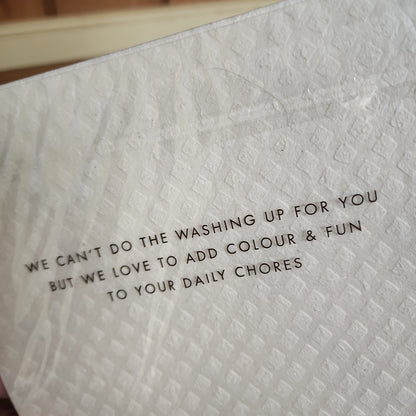 WE CAN'T DO THE WASHING UP FOR YOU
BUT WE LOVE TO ADD COLOUR & FUN
TO YOUR DAILY CHORES